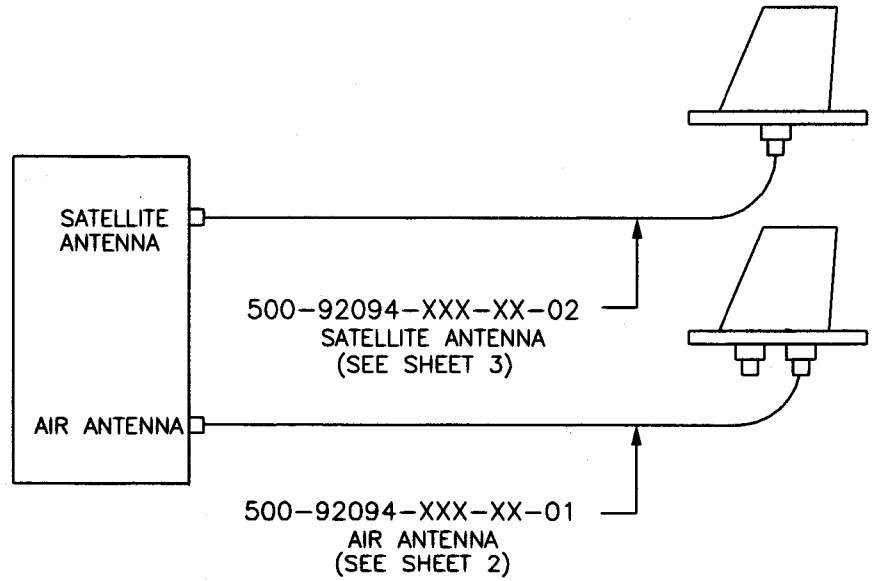 SATELLITE
ANTENNA
500-92094-XXX-XX-02
SATELLITE ANTENNA
(SEE SHEET 3)
AIR ANTENNA
500-92094-XXX-XX-01
AIR ANTENNA
(SEE SHEET 2)